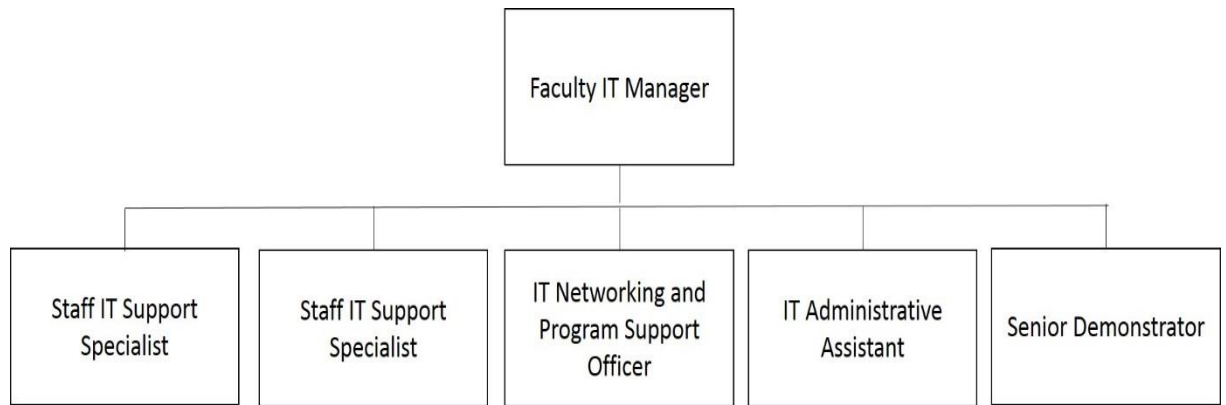 Faculty IT Manager
Staff IT Support
Specialist
Staff IT Support
Specialist
IT Networking and
Program Support
Officer
IT Administrative
Assistant
Senior Demonstrator